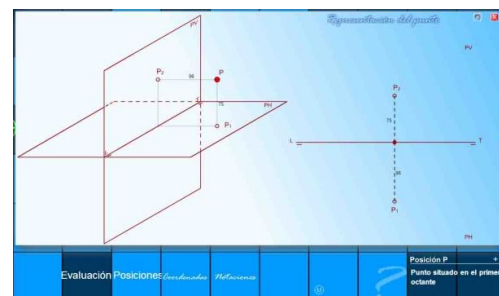 Representación del punto
PV
PV
P₂
96
P
P₂
75
T
PH
75
P₁
L
T
L
96
P₁
PH
Posición P +
Evaluación Posiciones Coordenadas Notaciones
Punto situado en el prime
octante